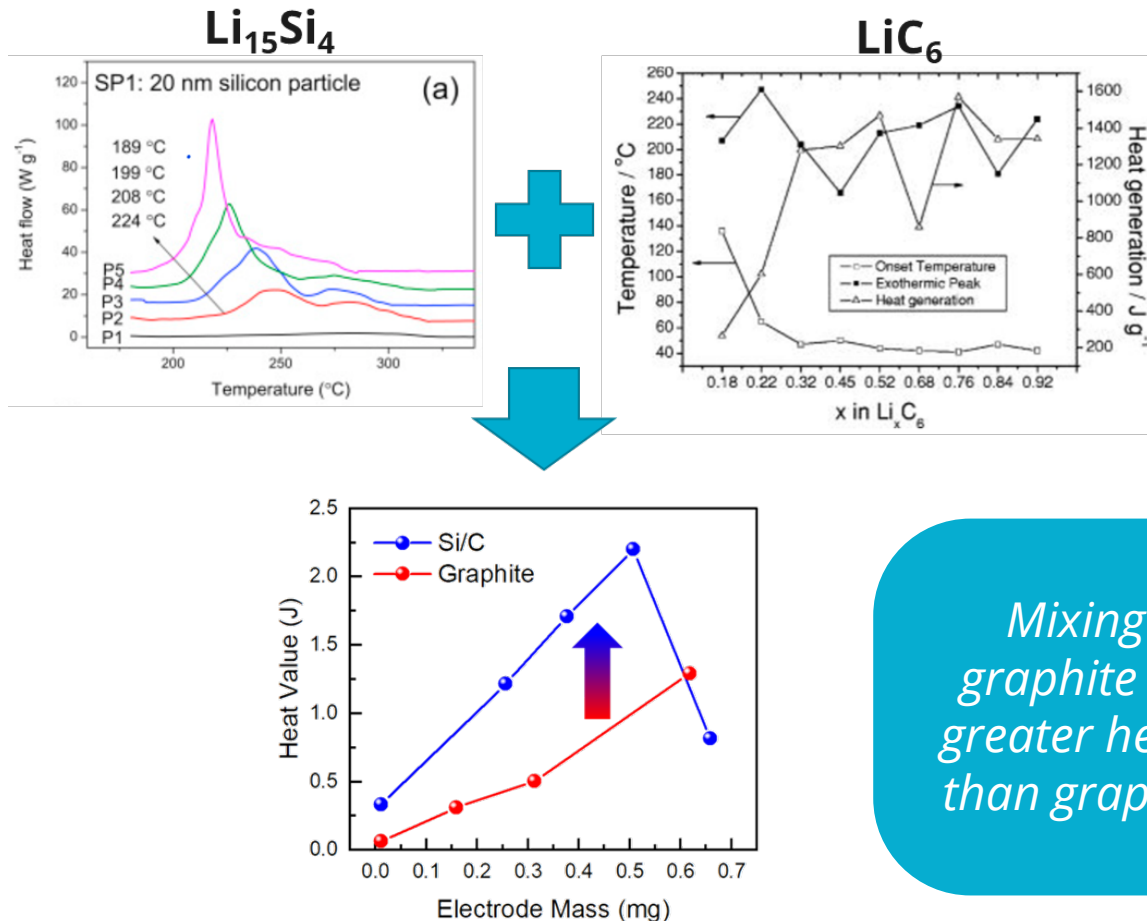 Li₁₅Si₄
LiC₆
SP1: 20 nm silicon particle
(a)
120
100
80
60
40
20
0
Heat flow (W g⁻¹)
189 °C
199 °C
208 °C
224 °C
P5
P4
P3
P2
P1
200
250
300
Temperature (°C)
260
240
220
200
180
160
140
120
100
80
60
40
Temperature / °C
1600
1400
1200
1000
800
600
400
200
Heat generation / J g⁻¹
Onset Temperature
Exothermic Peak
Heat generation
0.18 0.22 0.32 0.45 0.52 0.68 0.76 0.84 0.92
x in LiₓC₆
2.5
2.0
1.5
1.0
0.5
0.0
Heat Value (J)
Si/C
Graphite
0.0 0.1 0.2 0.3 0.4 0.5 0.6 0.7
Electrode Mass (mg)
Mixing
graphite
greater he
than grap